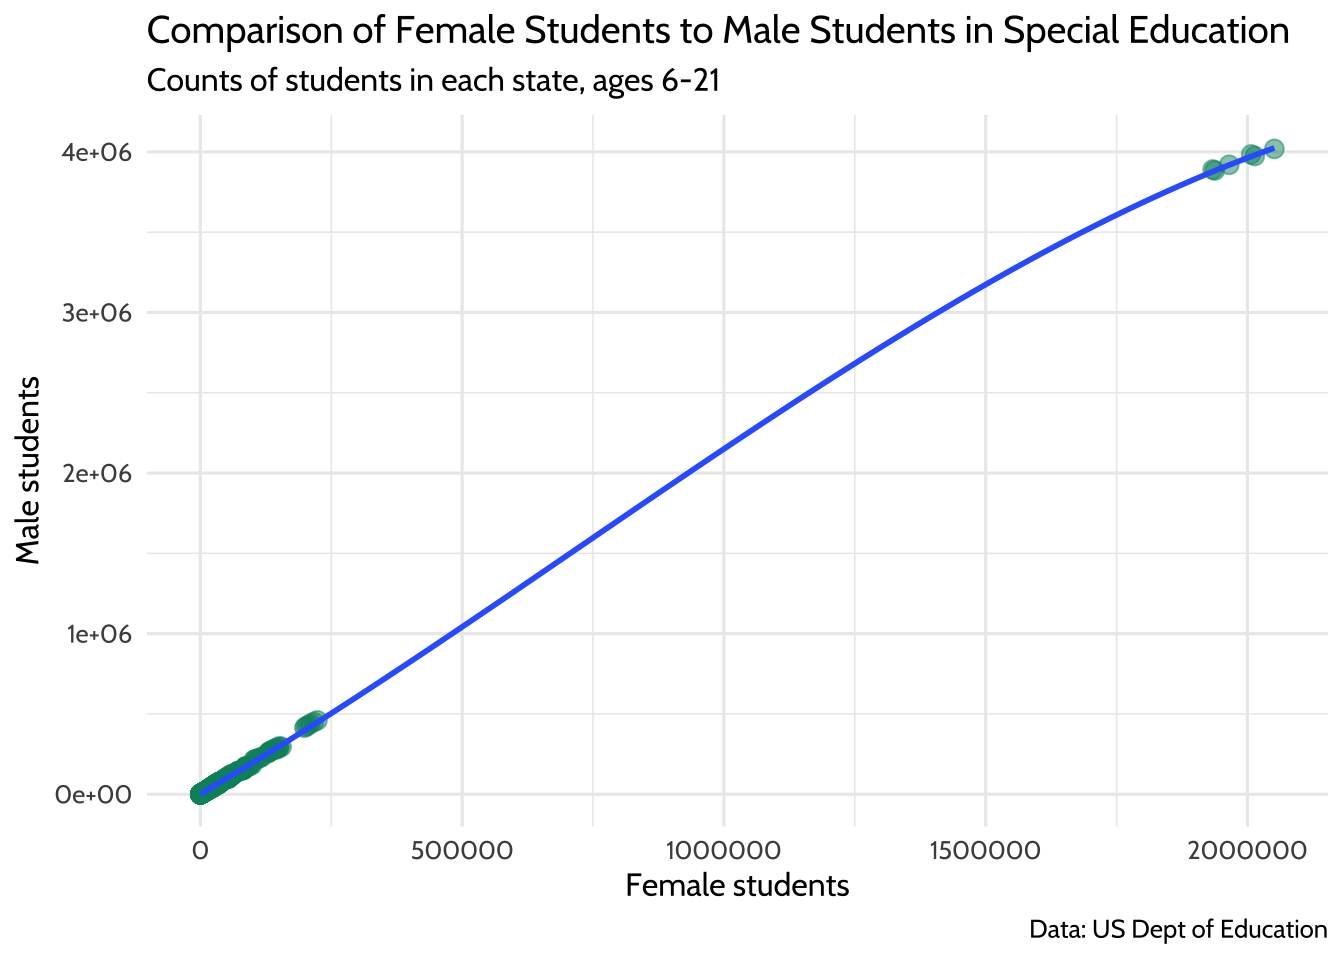 Comparison of Female Students to Male Students in Special Education
Counts of students in each state, ages 6-21
4e+06
3e+06
2e+06
1e+06
0e+00
Male students
0 500000 1000000 1500000 2000000
Female students
Data: US Dept of Education